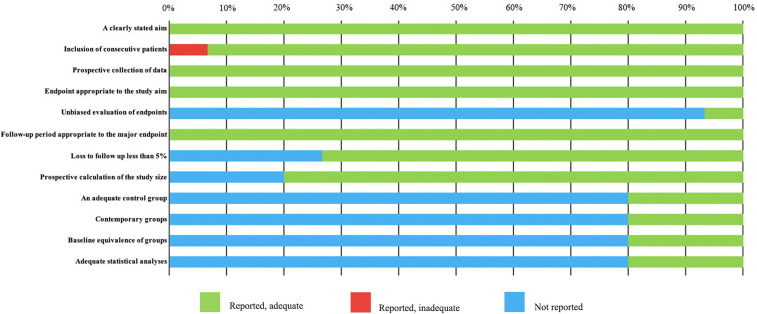 0% 10% 20% 30% 40% 50% 60% 70% 80% 90% 100%
A clearly stated aim
Inclusion of consecutive patients
Prospective collection of data
Endpoint appropriate to the study aim
Unbiased evaluation of endpoints
Follow-up period appropriate to the major endpoint
Loss to follow up less than 5%
Prospective calculation of the study size
An adequate control group
Contemporary groups
Baseline equivalence of groups
Adequate statistical analyses
Reported, adequate Reported, inadequate Not reported